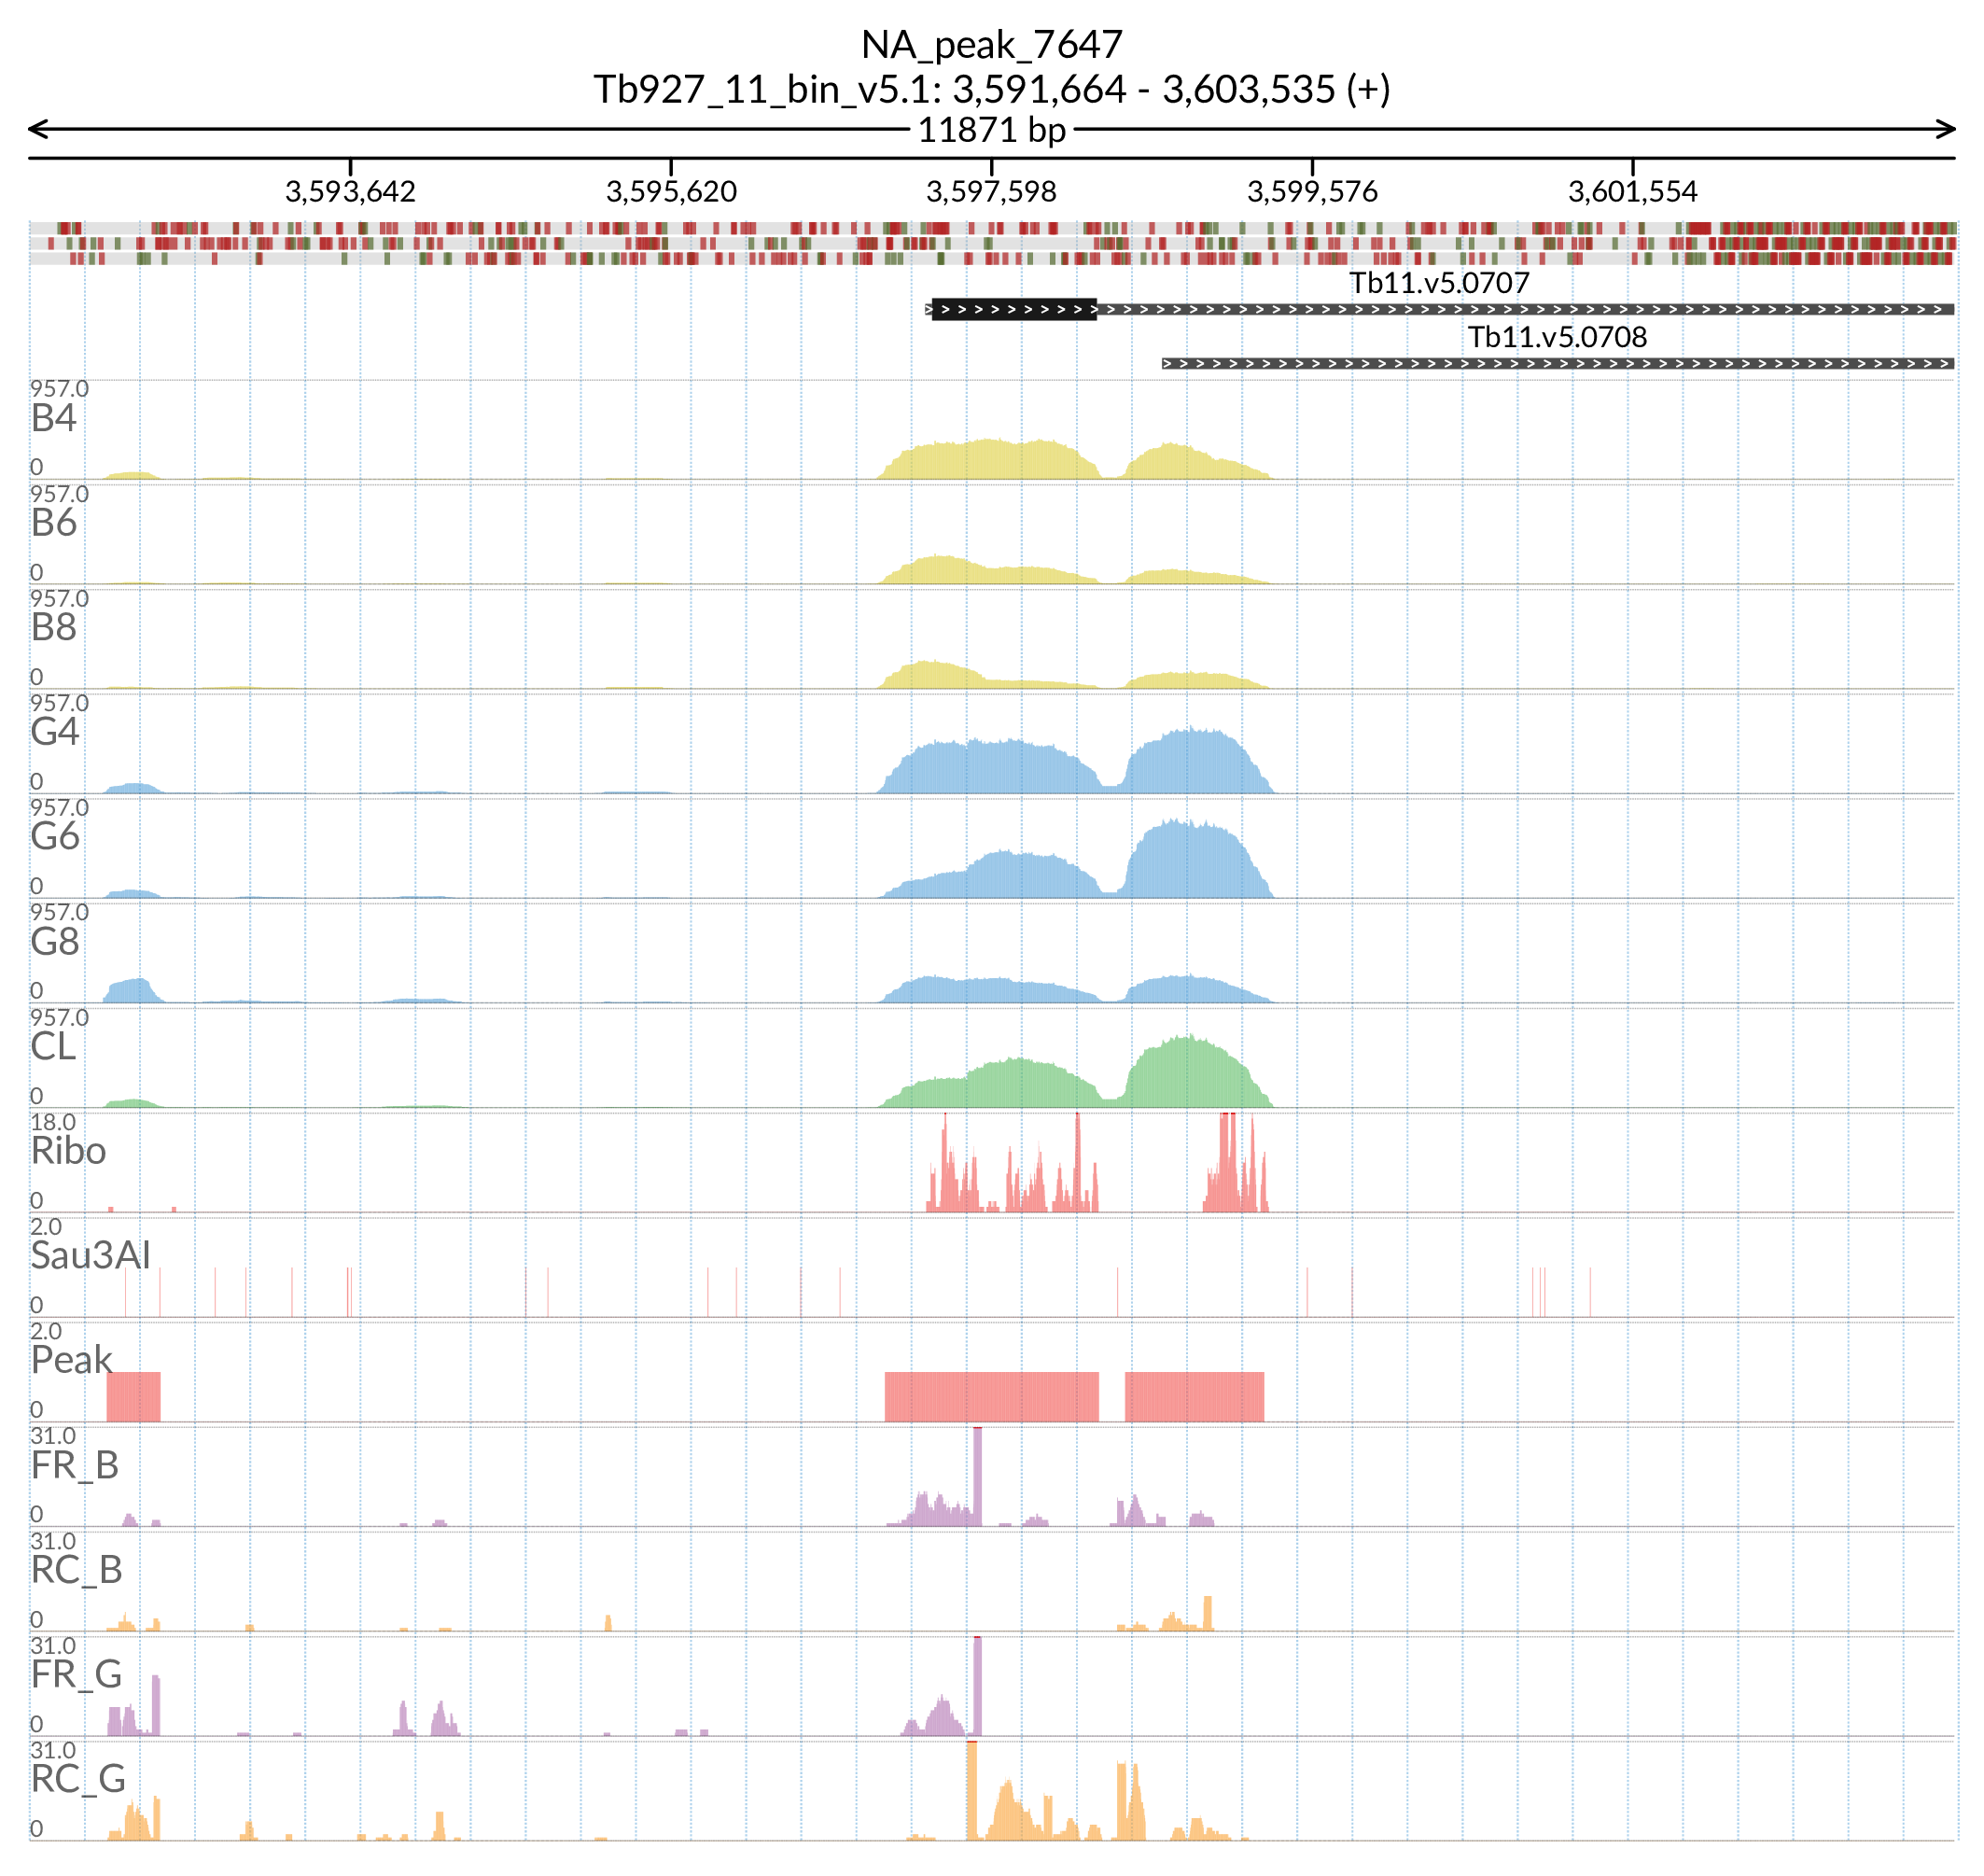 NA_peak_7647
Tb927_11_bin_v5.1: 3,591,664 - 3,603,535 (+)
11871 bp
3,593,642 3,595,620 3,597,598 3,599,576 3,601,554
Tb11.v5.0707
Tb11.v5.0708
957.0
B4
0
957.0
B6
0
957.0
B8
0
957.0
G4
0
957.0
G6
0
957.0
G8
0
957.0
CL
0
18.0
Ribo
0
2.0
Sau3AI
0
2.0
Peak
0
31.0
FR_B
0
31.0
RC_B
0
31.0
FR_G
0
31.0
RC_G
0